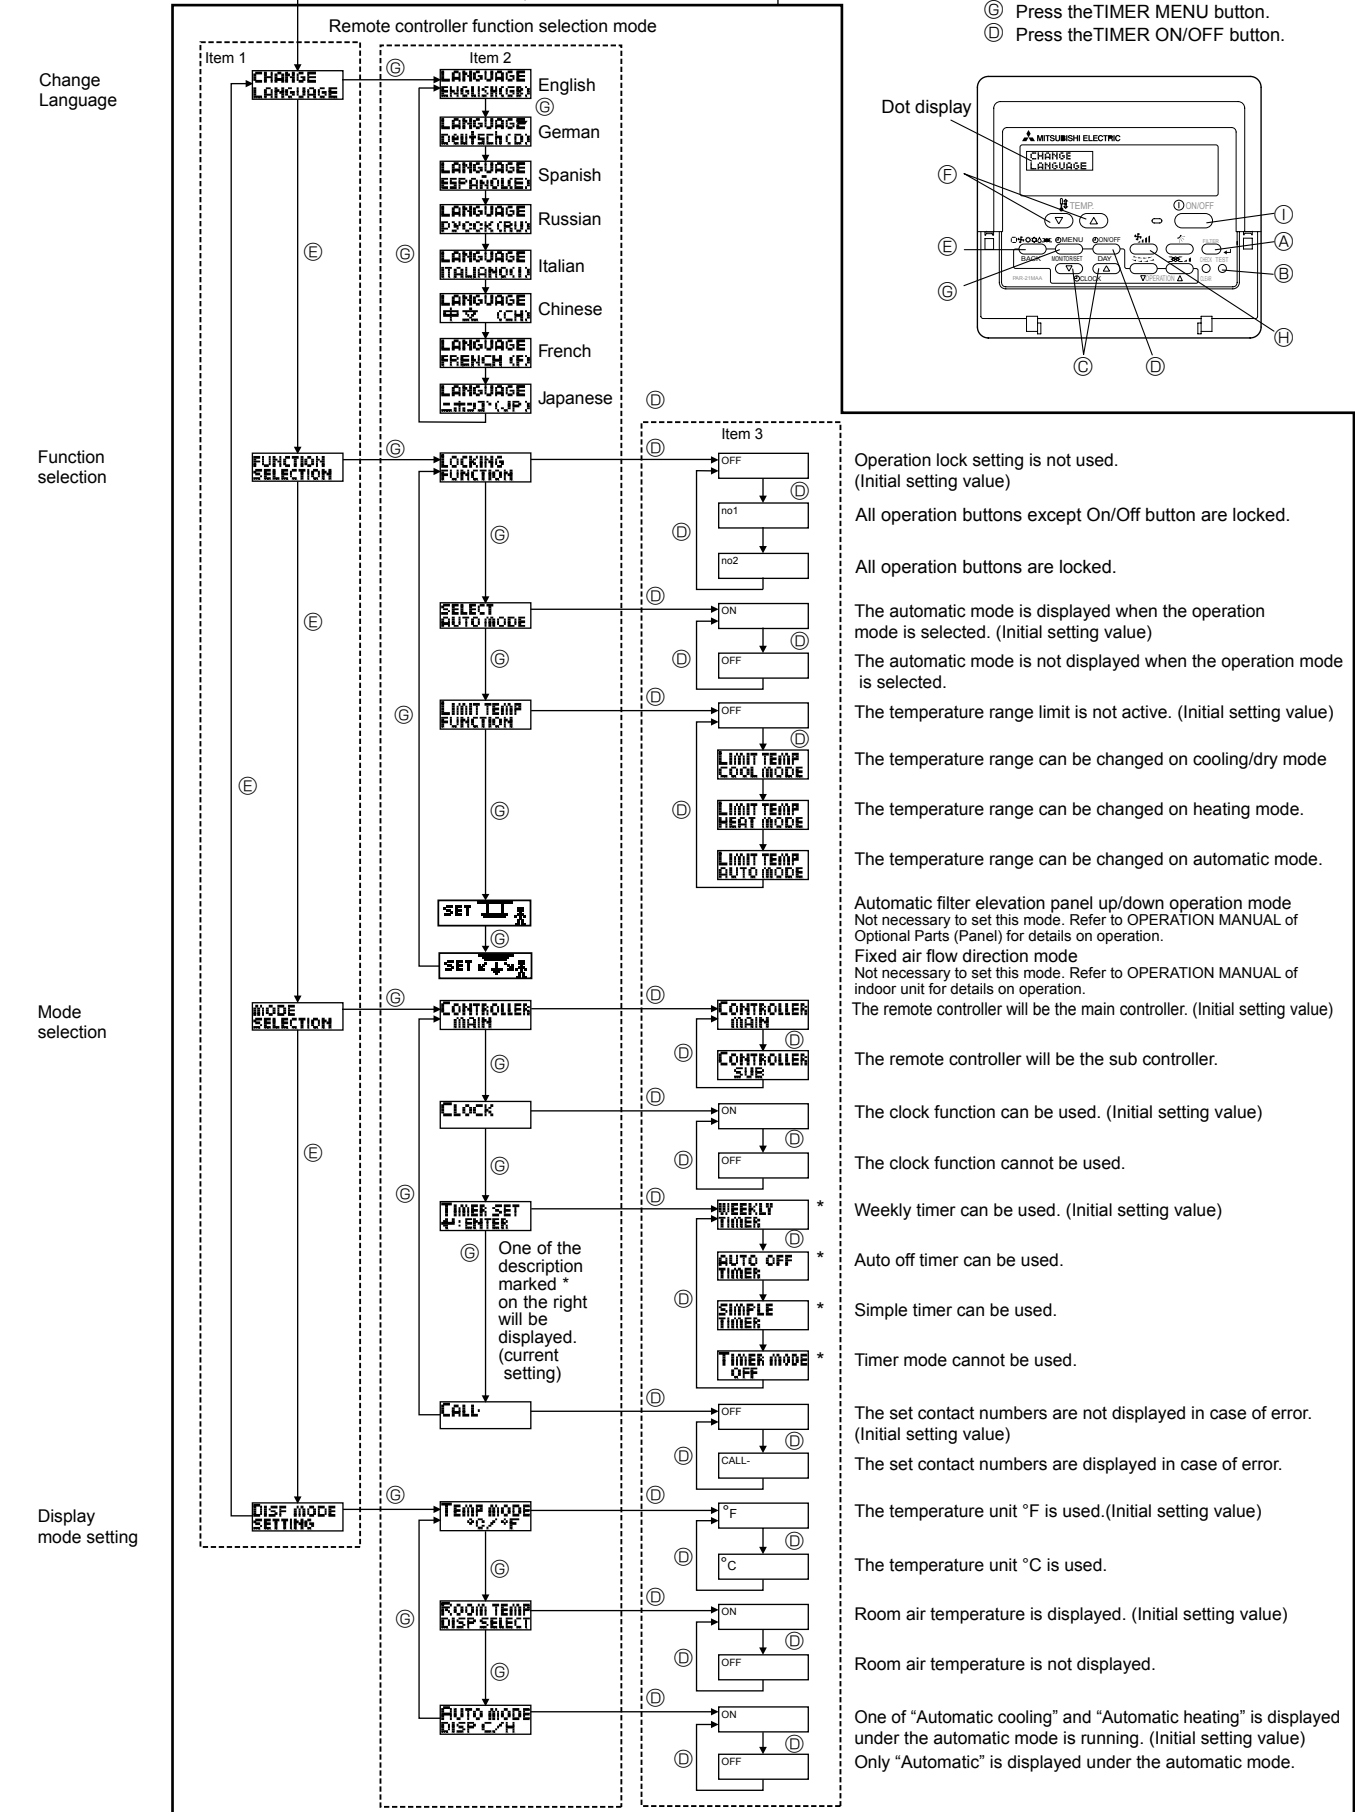 Ⓖ Press theTIMER MENU button.
Ⓓ Press theTIMER ON/OFF button.
Remote controller function selection mode
Item 1
Item 2
Change
Language
CHANGE
LANGUAGE
Ⓖ
LANGUAGE
ENGLISH(GB)
English
Ⓖ
LANGUAGE
Deutsch(D)
German
LANGUAGE
ESPAÑOL(E)
Spanish
LANGUAGE
РУССК(RU)
Russian
LANGUAGE
ITALIANO(I)
Italian
LANGUAGE
中文 (CH)
Chinese
LANGUAGE
FRENCH (F)
French
LANGUAGE
ニホンゴ(JP)
Japanese
Ⓔ
Ⓖ
Ⓓ
Dot display
MITSUBISHI ELECTRIC
CHANGE
LANGUAGE
TEMP.
ON/OFF
MENU
ON/OFF
FILTER
BACK
MONITOR/SET
DAY
TEST
PAR-21MAA
CLOCK
OPERATION
Ⓕ
Ⓔ
Ⓖ
Ⓒ
Ⓓ
Ⓘ
Ⓐ
Ⓑ
Ⓗ
Item 3
Function
selection
FUNCTION
SELECTION
Ⓖ
LOCKING
FUNCTION
Ⓓ
OFF
Operation lock setting is not used.
(Initial setting value)
Ⓓ
no1
All operation buttons except On/Off button are locked.
Ⓖ
Ⓓ
no2
All operation buttons are locked.
Ⓔ
SELECT
AUTO MODE
Ⓓ
ON
The automatic mode is displayed when the operation
mode is selected. (Initial setting value)
Ⓓ
Ⓖ
Ⓓ
OFF
The automatic mode is not displayed when the operation mode
is selected.
Ⓖ
LIMIT TEMP
FUNCTION
Ⓓ
OFF
The temperature range limit is not active. (Initial setting value)
Ⓓ
LIMIT TEMP
COOL MODE
The temperature range can be changed on cooling/dry mode
Ⓔ
Ⓖ
Ⓓ
LIMIT TEMP
HEAT MODE
The temperature range can be changed on heating mode.
LIMIT TEMP
AUTO MODE
The temperature range can be changed on automatic mode.
SET
Automatic filter elevation panel up/down operation mode
Not necessary to set this mode. Refer to OPERATION MANUAL of
Optional Parts (Panel) for details on operation.
Ⓖ
SET
Fixed air flow direction mode
Not necessary to set this mode. Refer to OPERATION MANUAL of
indoor unit for details on operation.
Mode
selection
MODE
SELECTION
Ⓖ
CONTROLLER
MAIN
Ⓓ
CONTROLLER
MAIN
The remote controller will be the main controller. (Initial setting value)
Ⓓ
Ⓖ
Ⓓ
CONTROLLER
SUB
The remote controller will be the sub controller.
CLOCK
Ⓓ
ON
The clock function can be used. (Initial setting value)
Ⓓ
Ⓔ
Ⓖ
Ⓓ
OFF
The clock function cannot be used.
Ⓖ
TIMER SET
↵:ENTER
Ⓓ
WEEKLY
TIMER
*
Weekly timer can be used. (Initial setting value)
Ⓓ
Ⓖ
One of the
description
marked *
on the right
will be
displayed.
(current
setting)
AUTO OFF
TIMER
*
Auto off timer can be used.
Ⓓ
SIMPLE
TIMER
*
Simple timer can be used.
TIMER MODE
OFF
*
Timer mode cannot be used.
CALL-
Ⓓ
OFF
The set contact numbers are not displayed in case of error.
(Initial setting value)
Ⓓ
Ⓓ
CALL-
The set contact numbers are displayed in case of error.
Display
mode setting
DISP MODE
SETTING
Ⓖ
TEMP MODE
°C/°F
Ⓓ
°F
The temperature unit °F is used.(Initial setting value)
Ⓓ
Ⓖ
Ⓓ
°C
The temperature unit °C is used.
Ⓖ
ROOM TEMP
DISP SELECT
Ⓓ
ON
Room air temperature is displayed. (Initial setting value)
Ⓓ
Ⓖ
Ⓓ
OFF
Room air temperature is not displayed.
AUTO MODE
DISP C/H
Ⓓ
ON
One of “Automatic cooling” and “Automatic heating” is displayed
under the automatic mode is running. (Initial setting value)
Ⓓ
Ⓓ
OFF
Only “Automatic” is displayed under the automatic mode.